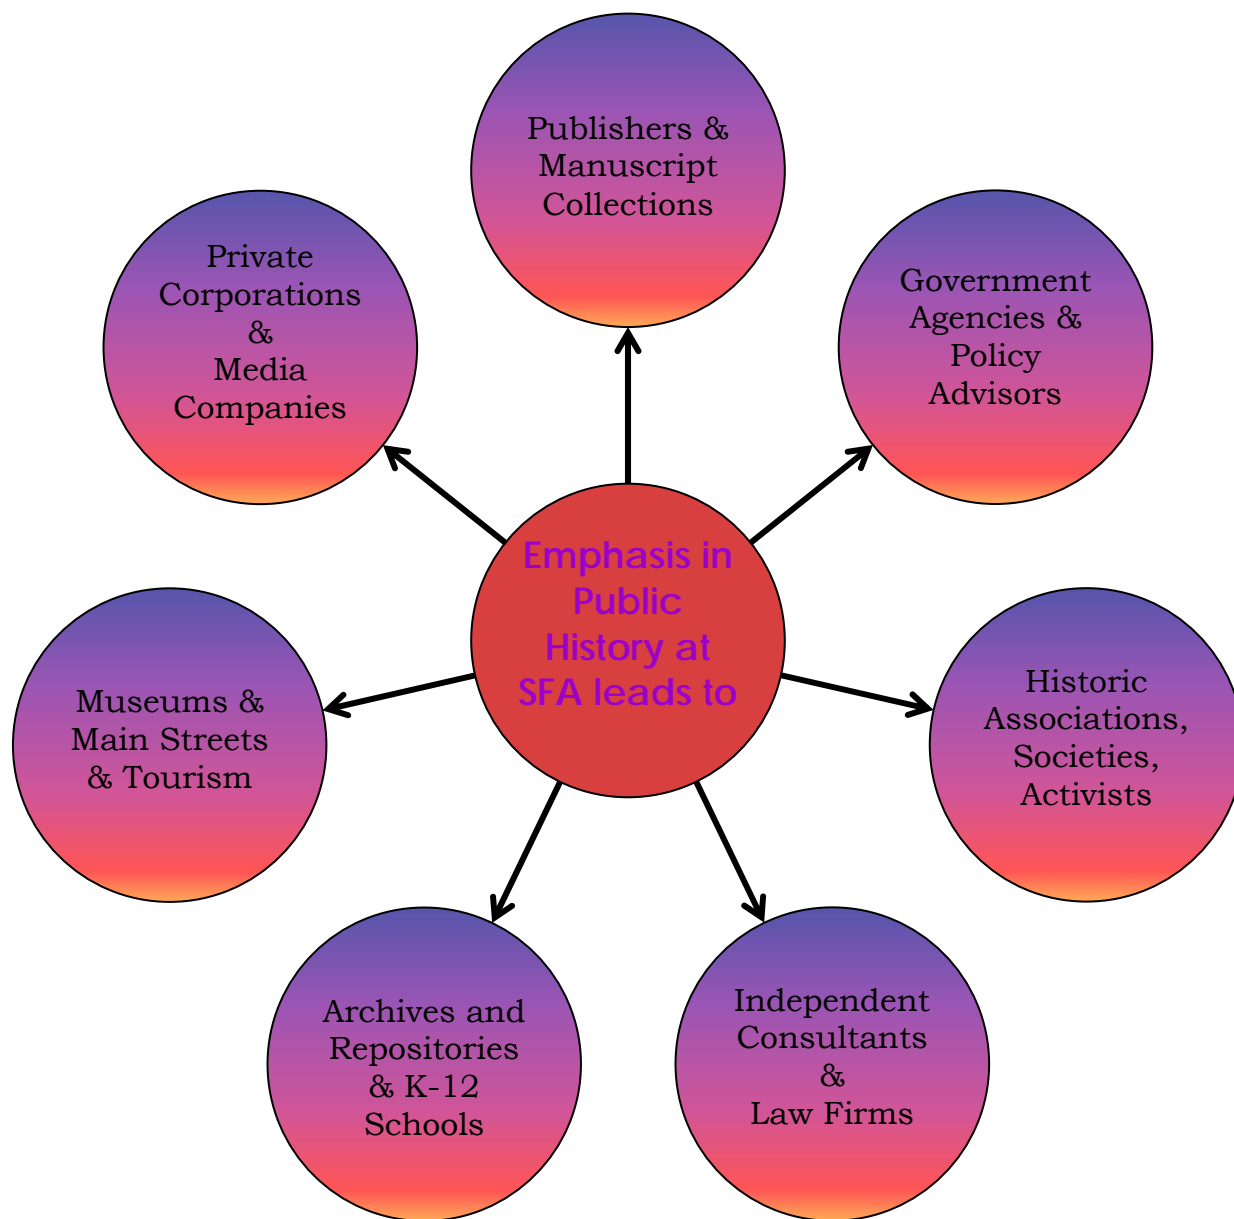 Publishers &
Manuscript
Collections
Private
Corporations
&
Media
Companies
Government
Agencies &
Policy
Advisors
Emphasis in
Public
History at
SFA leads to
Museums &
Main Streets
& Tourism
Historic
Associations,
Societies,
Activists
Archives and
Repositories
& K-12
Schools
Independent
Consultants
&
Law Firms